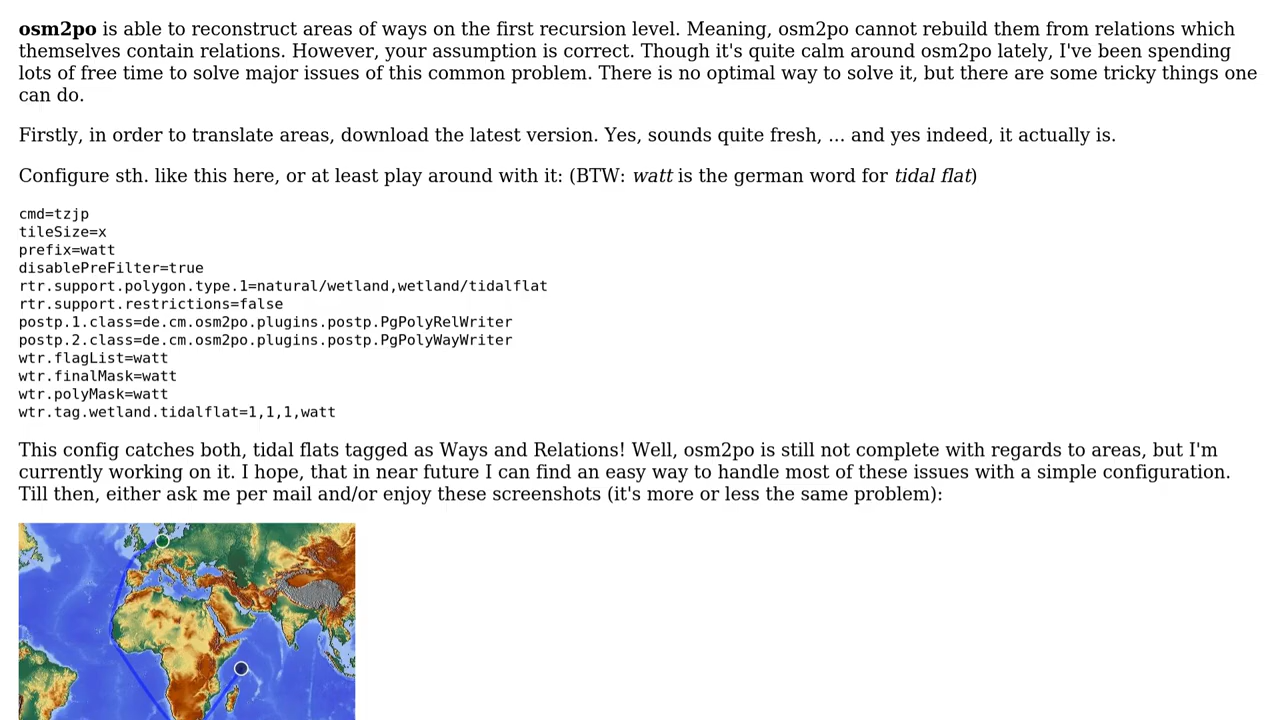 osm2po is able to reconstruct areas of ways on the first recursion level. Meaning, osm2po cannot rebuild them from relations which
themselves contain relations. However, your assumption is correct. Though it's quite calm around osm2po lately, I've been spending
lots of free time to solve major issues of this common problem. There is no optimal way to solve it, but there are some tricky things one
can do.
Firstly, in order to translate areas, download the latest version. Yes, sounds quite fresh, ... and yes indeed, it actually is.
Configure sth. like this here, or at least play around with it: (BTW: watt is the german word for tidal flat)
cmd=tzjp
tileSize=x
prefix=watt
disablePreFilter=true
rtr.support.polygon.type.1=natural/wetland,wetland/tidalflat
rtr.support.restrictions=false
postp.1.class=de.cm.osm2po.plugins.postp.PgPolyRelWriter
postp.2.class=de.cm.osm2po.plugins.postp.PgPolyWayWriter
wtr.flagList=watt
wtr.finalMask=watt
wtr.polyMask=watt
wtr.tag.wetland.tidalflat=1,1,1,watt
This config catches both, tidal flats tagged as Ways and Relations! Well, osm2po is still not complete with regards to areas, but I'm
currently working on it. I hope, that in near future I can find an easy way to handle most of these issues with a simple configuration.
Till then, either ask me per mail and/or enjoy these screenshots (it's more or less the same problem):